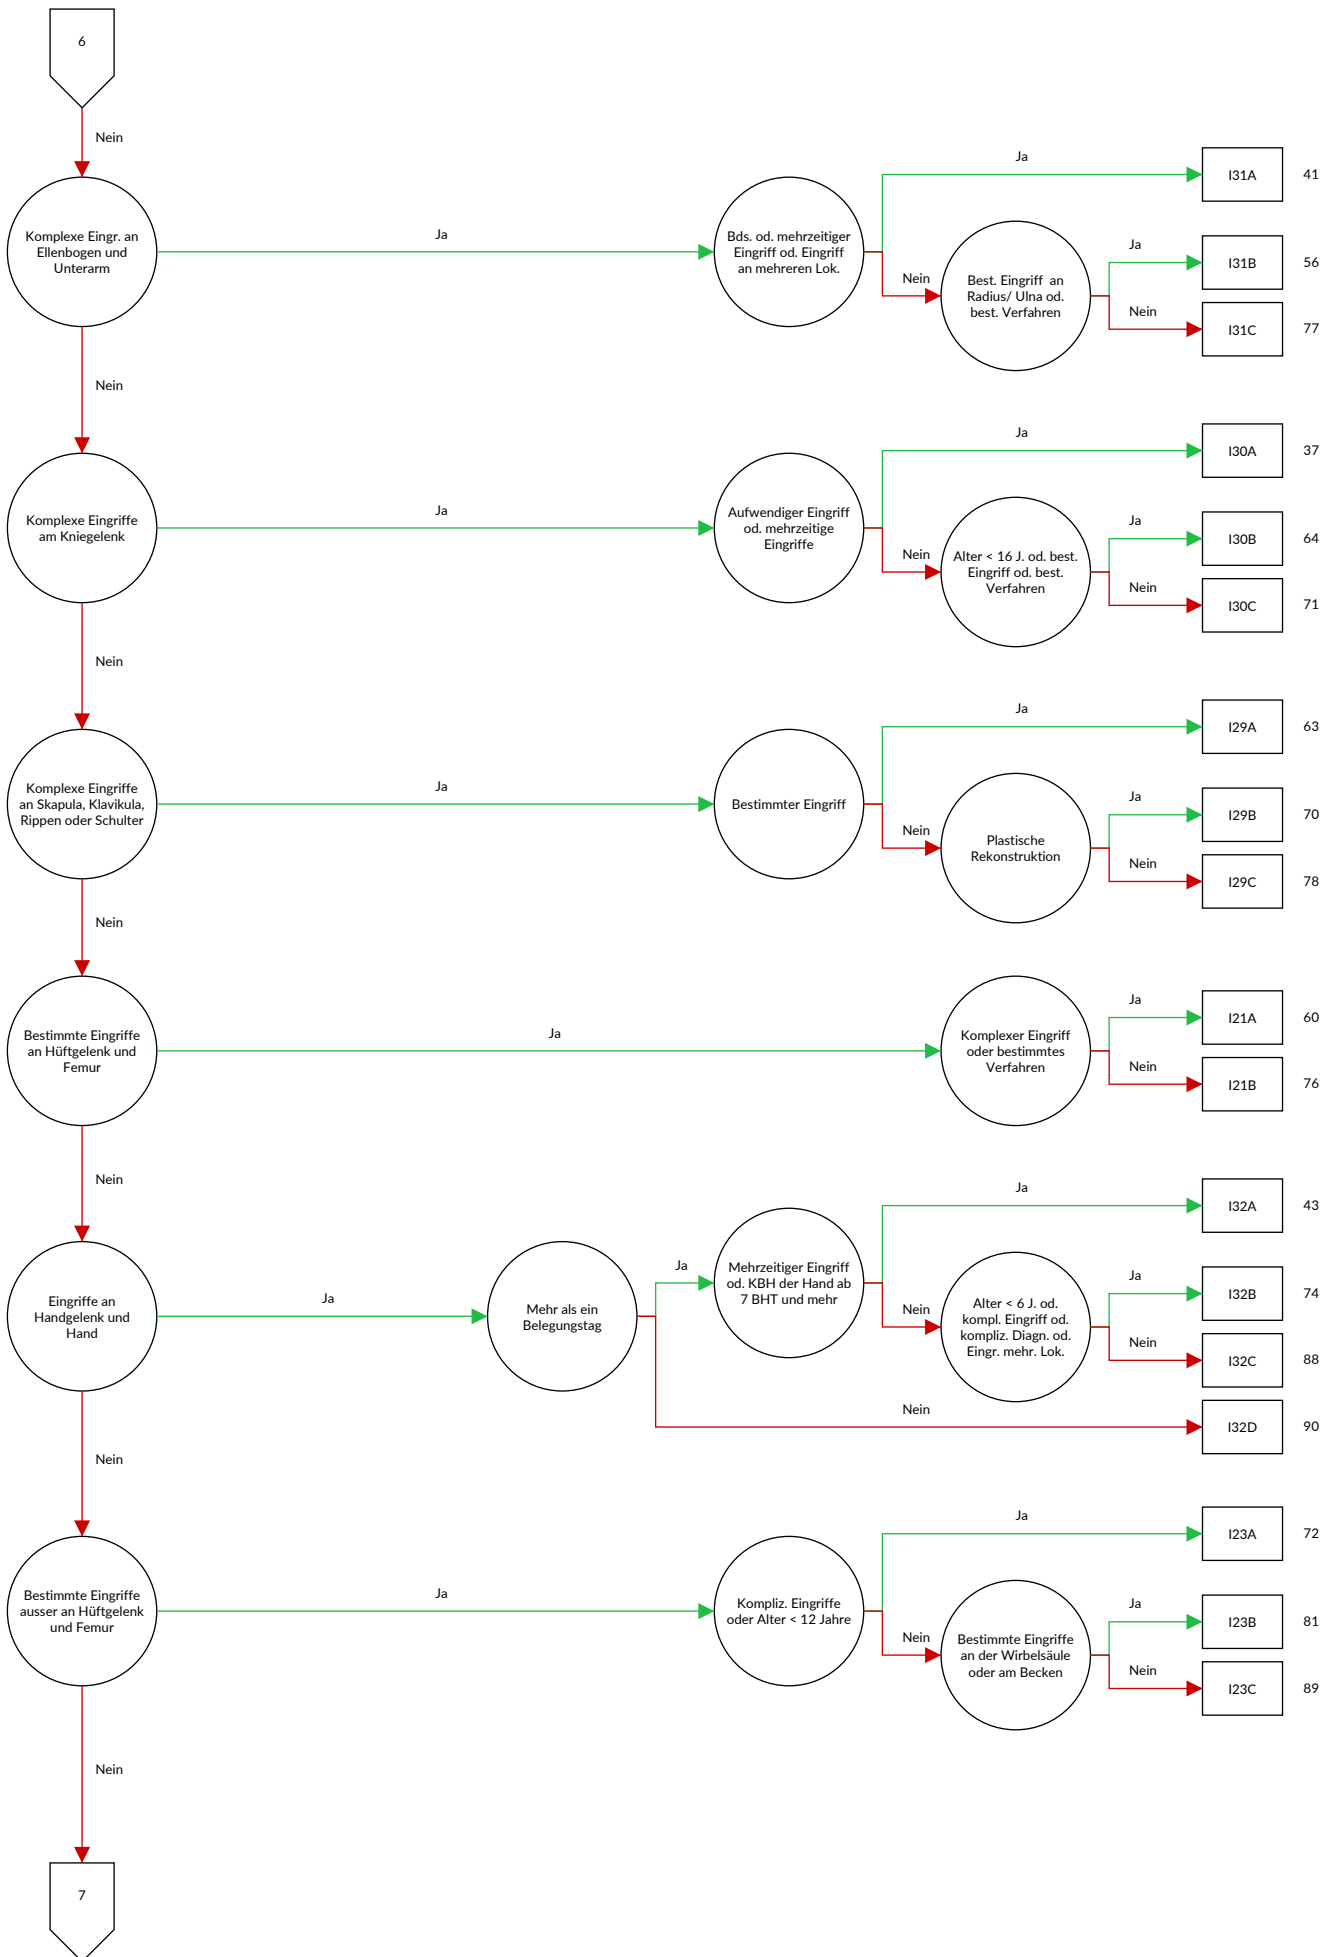 6
Nein
Komplexe Eingr. an
Ellenbogen und
Unterarm
Ja
Bds. od. mehrzeitiger
Eingriff od. Eingriff
an mehreren Lok.
Ja
I31A
41
Nein
Best. Eingriff an
Radius/ Ulna od.
best. Verfahren
Ja
I31B
56
Nein
I31C
77
Nein
Komplexe Eingriffe
am Kniegelenk
Ja
Aufwendiger Eingriff
od. mehrzeitige
Eingriffe
Ja
I30A
37
Nein
Alter < 16 J. od. best.
Eingriff od. best.
Verfahren
Ja
I30B
64
Nein
I30C
71
Nein
Komplexe Eingriffe
an Skapula, Klavikula,
Rippen oder Schulter
Ja
Bestimmter Eingriff
Ja
I29A
63
Nein
Plastische
Rekonstruktion
Ja
I29B
70
Nein
I29C
78
Nein
Bestimmte Eingriffe
an Hüftgelenk und
Femur
Ja
Komplexer Eingriff
oder bestimmtes
Verfahren
Ja
I21A
60
Nein
I21B
76
Nein
Eingriffe an
Handgelenk und
Hand
Ja
Mehr als ein
Belegungstag
Ja
Mehrzeitiger Eingriff
od. KBH der Hand ab
7 BHT und mehr
Ja
I32A
43
Nein
Alter < 6 J. od.
kompl. Eingriff od.
kompliz. Diagn. od.
Eingr. mehr. Lok.
Ja
I32B
74
Nein
I32C
88
Nein
I32D
90
Nein
Bestimmte Eingriffe
ausser an Hüftgelenk
und Femur
Ja
Kompliz. Eingriffe
oder Alter < 12 Jahre
Ja
I23A
72
Nein
Bestimmte Eingriffe
an der Wirbelsäule
oder am Becken
Ja
I23B
81
Nein
I23C
89
Nein
7